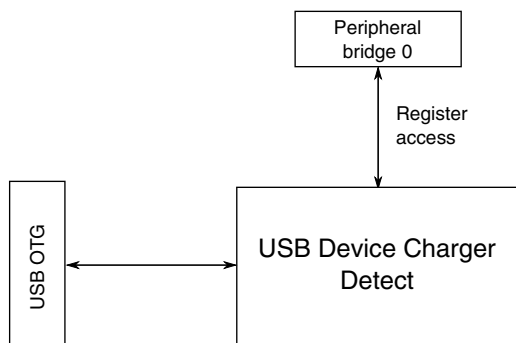 Peripheral
bridge 0
Register
access
USB Device Charger
Detect
USB OTG